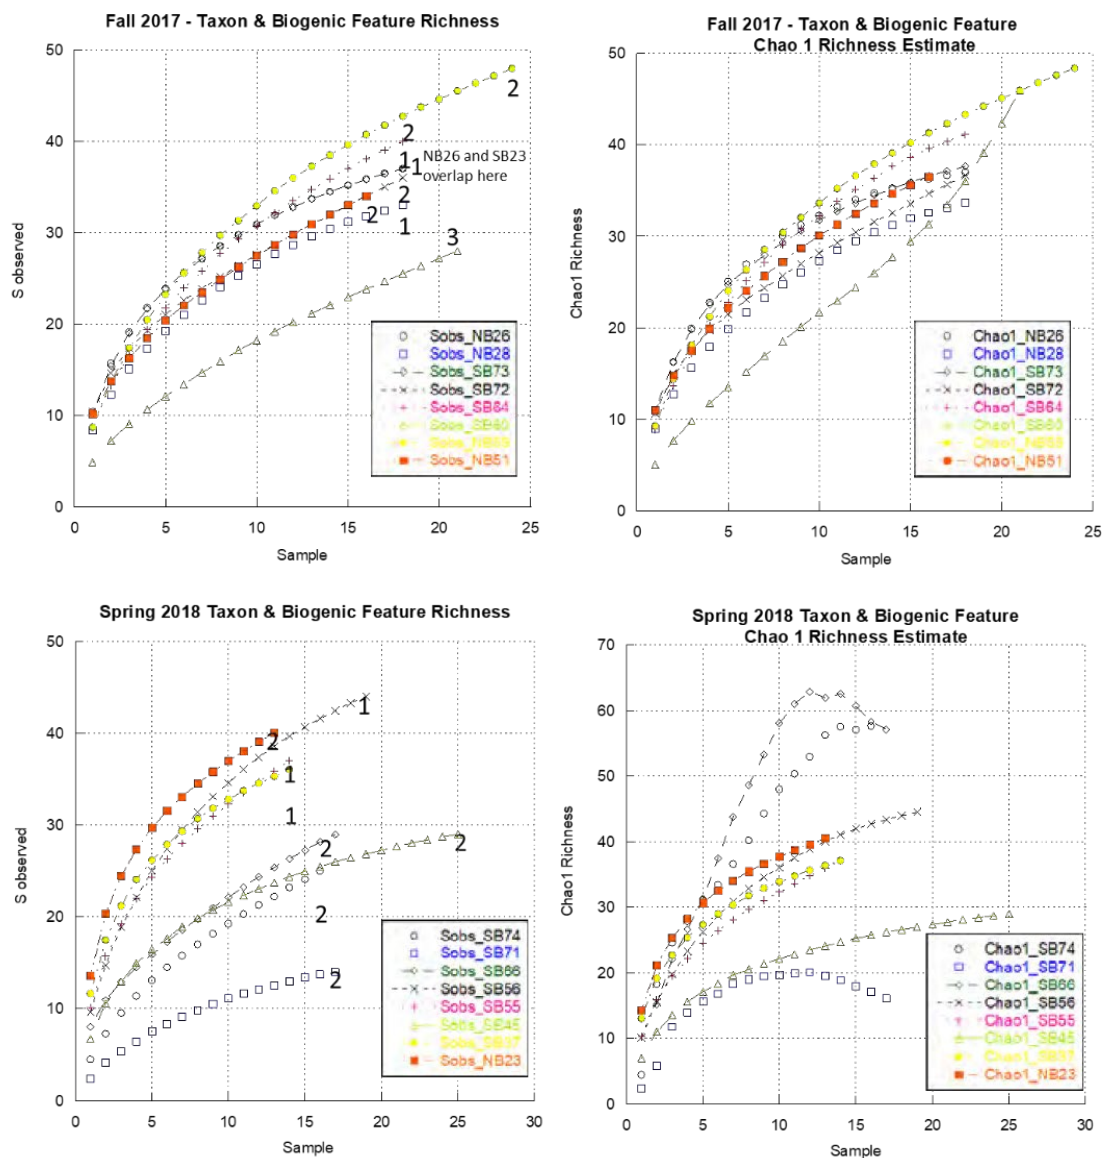 Fall 2017 - Taxon & Biogenic Feature Richness
50
40
30
20
10
0
S observed
0 5 10 15 20 25
Sample
2
2
1
1
NB26 and SB23
overlap here
2
2
1
3
Sobs_NB26
Sobs_NB28
Sobs_SB73
Sobs_SB72
Sobs_SB64
Sobs_SB60
Sobs_NB51
Fall 2017 - Taxon & Biogenic Feature
Chao 1 Richness Estimate
50
40
30
20
10
0
Chao1 Richness
0 5 10 15 20 25
Sample
Chao1_NB26
Chao1_NB28
Chao1_SB73
Chao1_SB72
Chao1_SB64
Chao1_SB60
Chao1_NB51
Spring 2018 Taxon & Biogenic Feature Richness
50
40
30
20
10
0
S observed
0 5 10 15 20 25 30
Sample
1
2
1
1
2
2
2
2
Sobs_SB74
Sobs_SB71
Sobs_SB66
Sobs_SB56
Sobs_SB55
Sobs_SB45
Sobs_SB37
Sobs_NB23
Spring 2018 Taxon & Biogenic Feature
Chao 1 Richness Estimate
70
60
50
40
30
20
10
0
Chao1 Richness
0 5 10 15 20 25 30
Sample
Chao1_SB74
Chao1_SB71
Chao1_SB66
Chao1_SB56
Chao1_SB55
Chao1_SB45
Chao1_SB37
Chao1_NB23